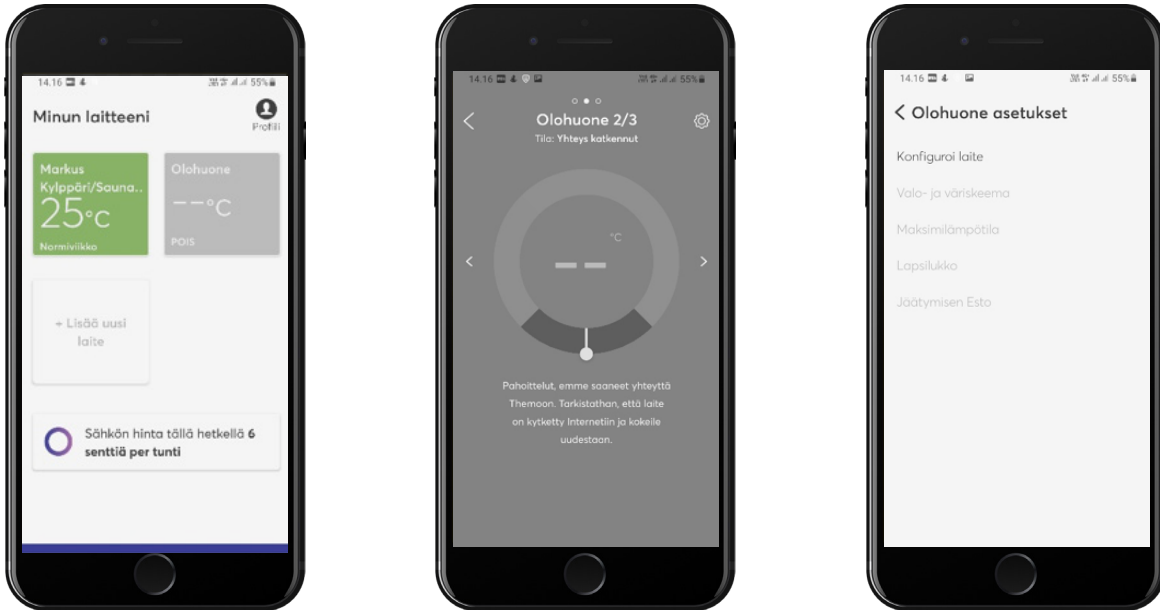 14.16
55%
Minun laitteeni
Profiili
Markus
Kylppäri/Sauna..
25°C
Normiviikko
Olohuone
--°C
POIS
+ Lisää uusi
laite
Sähkön hinta tällä hetkellä 6
senttiä per tunti
14.16
55%
Olohuone 2/3
Tila: Yhteys katkennut
°C
--
Pahoittelut, emme saaneet yhteyttä
Themoon. Tarkistathan, että laite
on kytketty Internetiin ja kokeile
uudestaan.
14.16
55%
Olohuone asetukset
Konfiguroi laite
Valo- ja väriskeema
Maksimilämpötila
Lapsilukko
Jäätymisen Esto